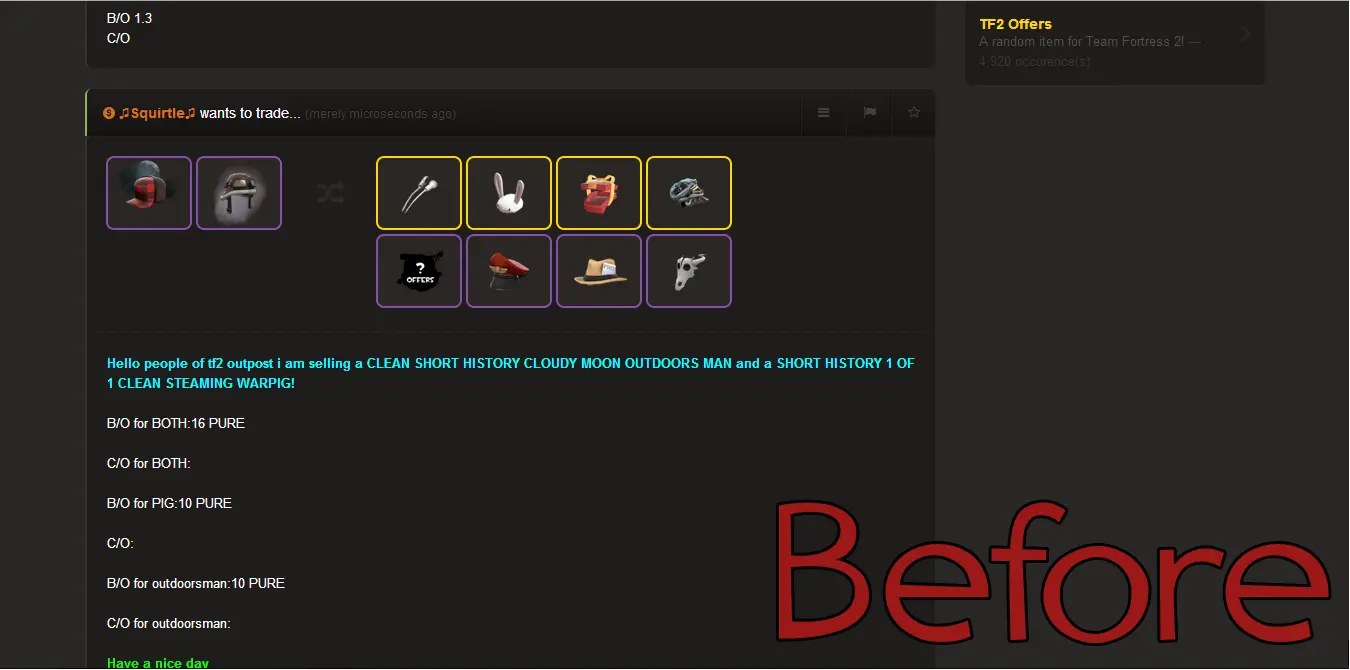 B/O 1.3
C/O
TF2 Offers
A random item for Team Fortress 2! —
4,920 occurence(s)
♫Squirtle♫ wants to trade... (merely microseconds ago)
?
OFFERS
Hello people of tf2 outpost i am selling a CLEAN SHORT HISTORY CLOUDY MOON OUTDOORS MAN and a SHORT HISTORY 1 OF
1 CLEAN STEAMING WARPIG!
B/O for BOTH:16 PURE
C/O for BOTH:
B/O for PIG:10 PURE
C/O:
B/O for outdoorsman:10 PURE
C/O for outdoorsman:
Have a nice day
Before